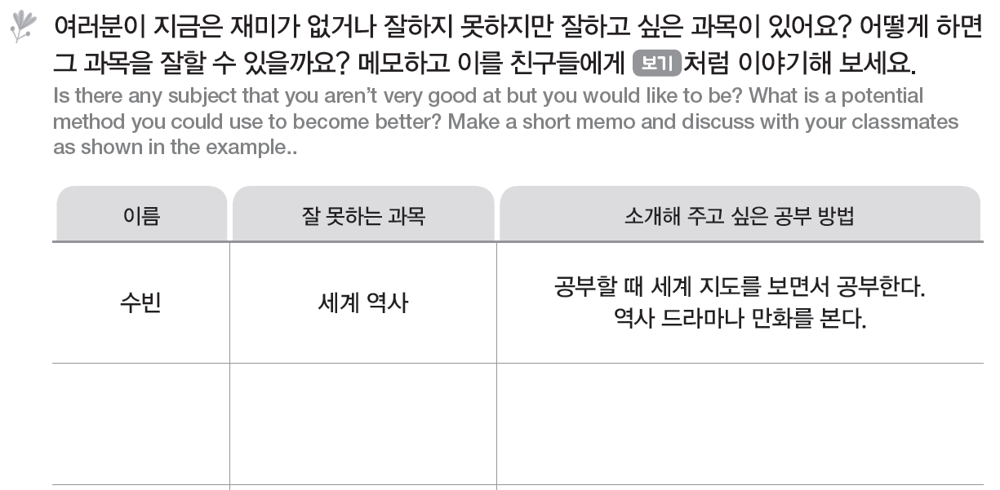 여러분이 지금은 재미가 없거나 잘하지 못하지만 잘하고 싶은 과목이 있어요? 어떻게 하면
그 과목을 잘할 수 있을까요? 메모하고 이를 친구들에게 보기 처럼 이야기해 보세요.
Is there any subject that you aren’t very good at but you would like to be? What is a potential
method you could use to become better? Make a short memo and discuss with your classmates
as shown in the example..
이름
잘 못하는 과목
소개해 주고 싶은 공부 방법
수빈
세계 역사
공부할 때 세계 지도를 보면서 공부한다.
역사 드라마나 만화를 본다.